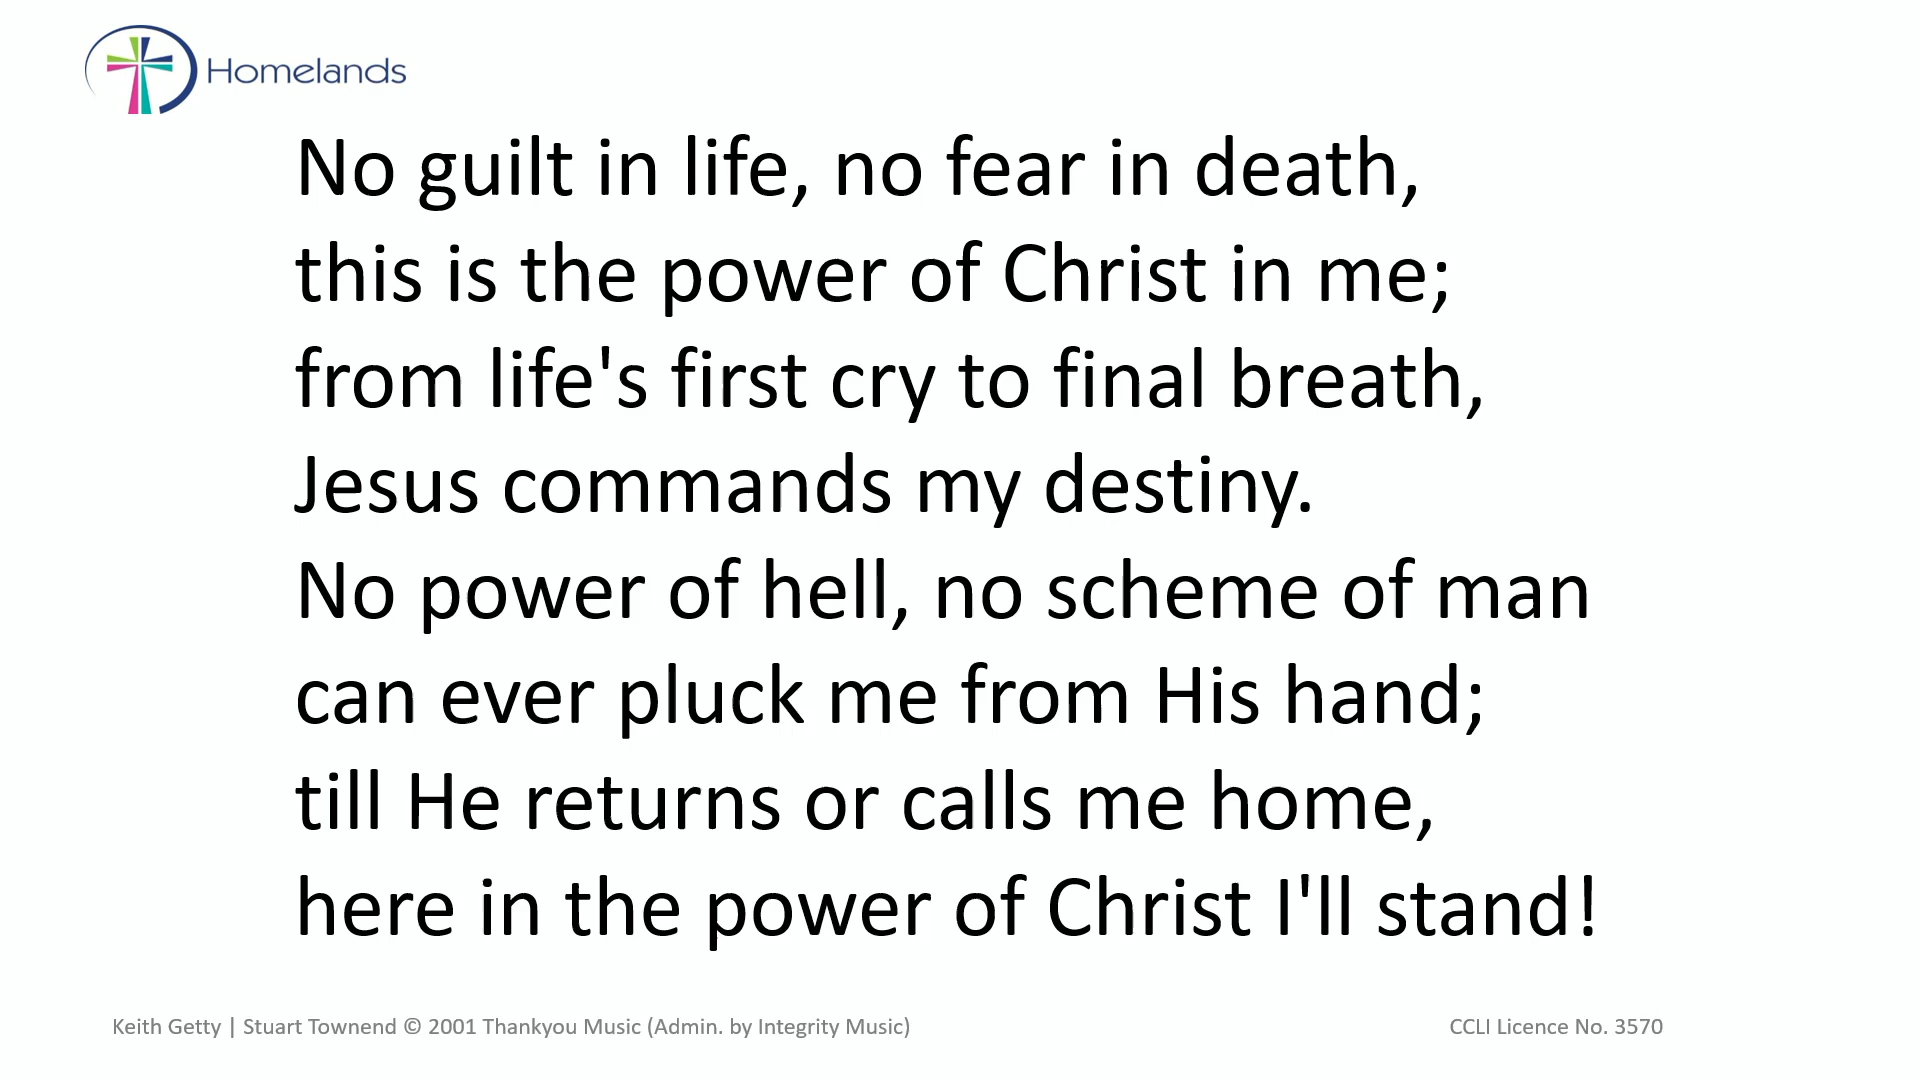 Homelands
No guilt in life, no fear in death,
this is the power of Christ in me;
from life's first cry to final breath,
Jesus commands my destiny.
No power of hell, no scheme of man
can ever pluck me from His hand;
till He returns or calls me home,
here in the power of Christ I'll stand!
Keith Getty | Stuart Townend © 2001 Thankyou Music (Admin. by Integrity Music)
CCLI Licence No. 3570